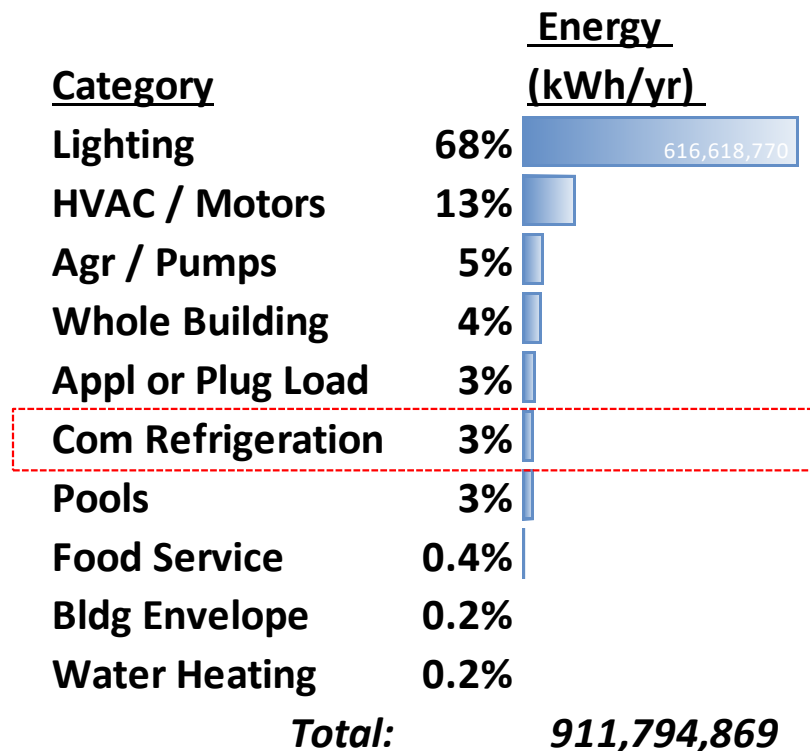 Energy
Category (kWh/yr)
Lighting 68% 616,618,770
HVAC / Motors 13%
Agr / Pumps 5%
Whole Building 4%
Appl or Plug Load 3%
Com Refrigeration 3%
Pools 3%
Food Service 0.4%
Bldg Envelope 0.2%
Water Heating 0.2%
Total: 911,794,869